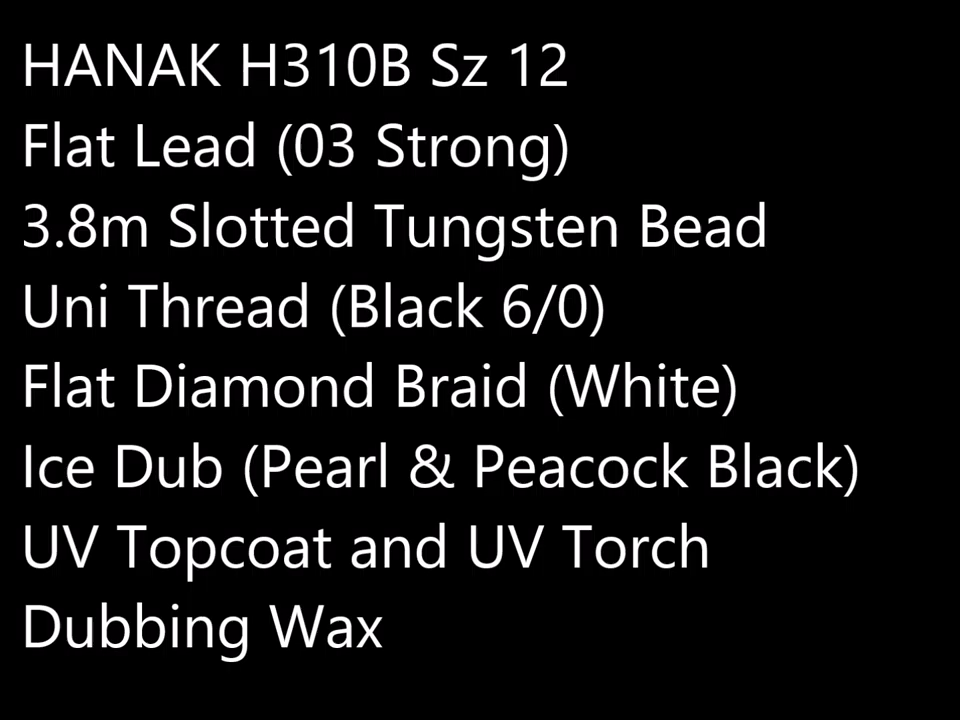 HANAK H310B Sz 12
Flat Lead (03 Strong)
3.8m Slotted Tungsten Bead
Uni Thread (Black 6/0)
Flat Diamond Braid (White)
Ice Dub (Pearl & Peacock Black)
UV Topcoat and UV Torch
Dubbing Wax